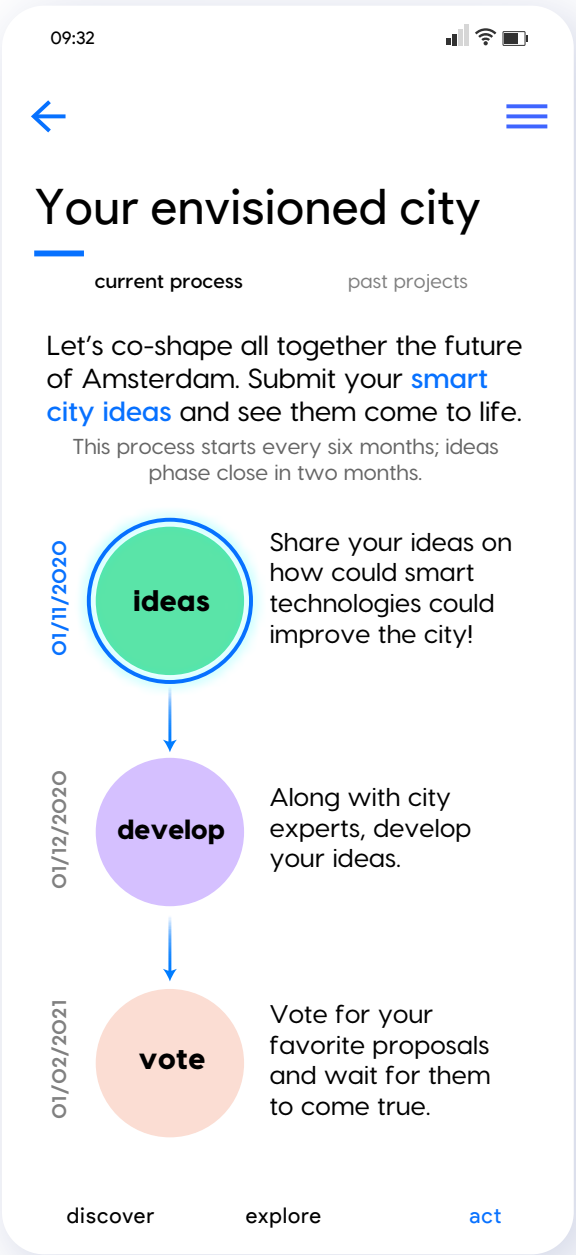 09:32
Your envisioned city
current process
past projects
Let's co-shape all together the future
of Amsterdam. Submit your smart
city ideas and see them come to life.
This process starts every six months; ideas
phase close in two months.
01/11/2020
ideas
Share your ideas on
how could smart
technologies could
improve the city!
01/12/2020
develop
Along with city
experts, develop
your ideas.
01/02/2021
vote
Vote for your
favorite proposals
and wait for them
to come true.
discover
explore
act